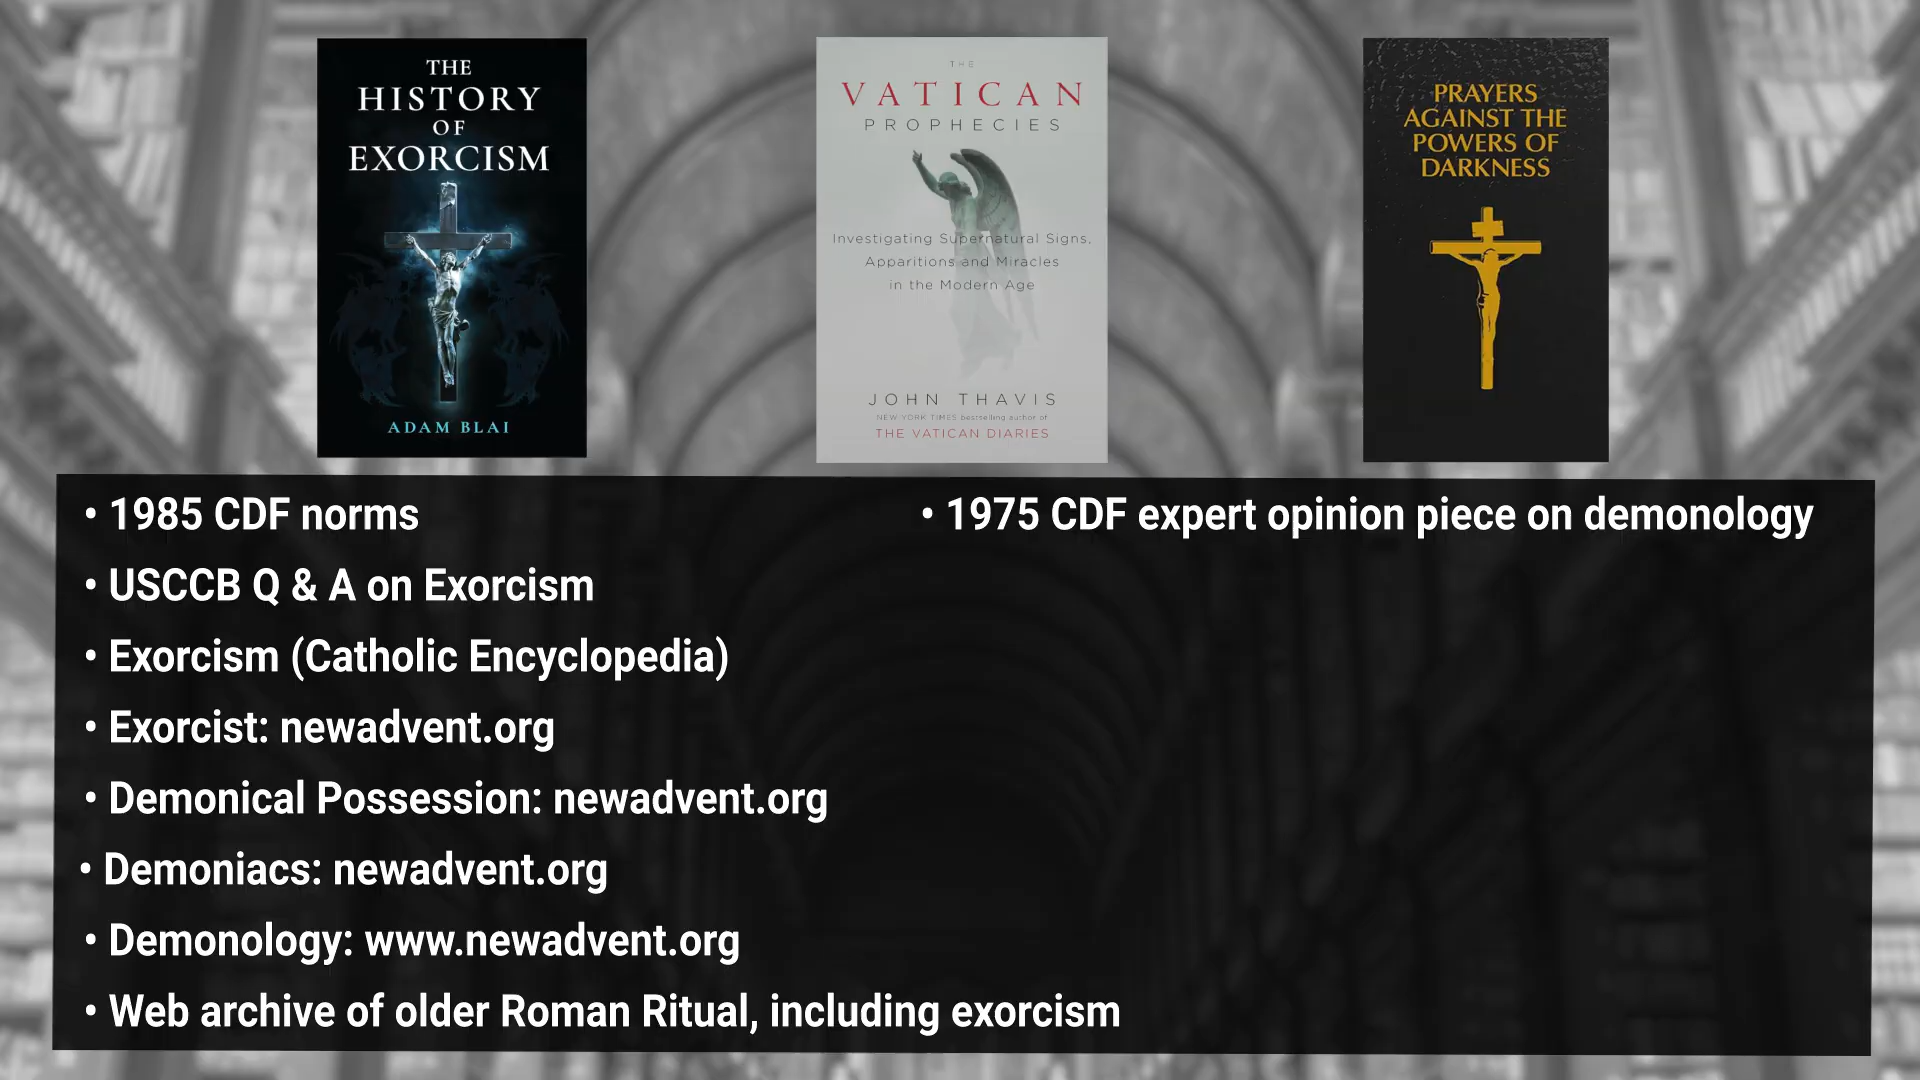 THE
HISTORY
OF
EXORCISM
ADAM BLAI
THE
VATICAN
PROPHECIES
Investigating Supernatural Signs,
Apparitions and Miracles
in the Modern Age
JOHN THAVIS
NEW YORK TIMES bestselling author of
THE VATICAN DIARIES
PRAYERS
AGAINST THE
POWERS OF
DARKNESS
• 1985 CDF norms
• USCCB Q & A on Exorcism
• Exorcism (Catholic Encyclopedia)
• Exorcist: newadvent.org
• Demonical Possession: newadvent.org
• Demoniacs: newadvent.org
• Demonology: www.newadvent.org
• Web archive of older Roman Ritual, including exorcism
• 1975 CDF expert opinion piece on demonology